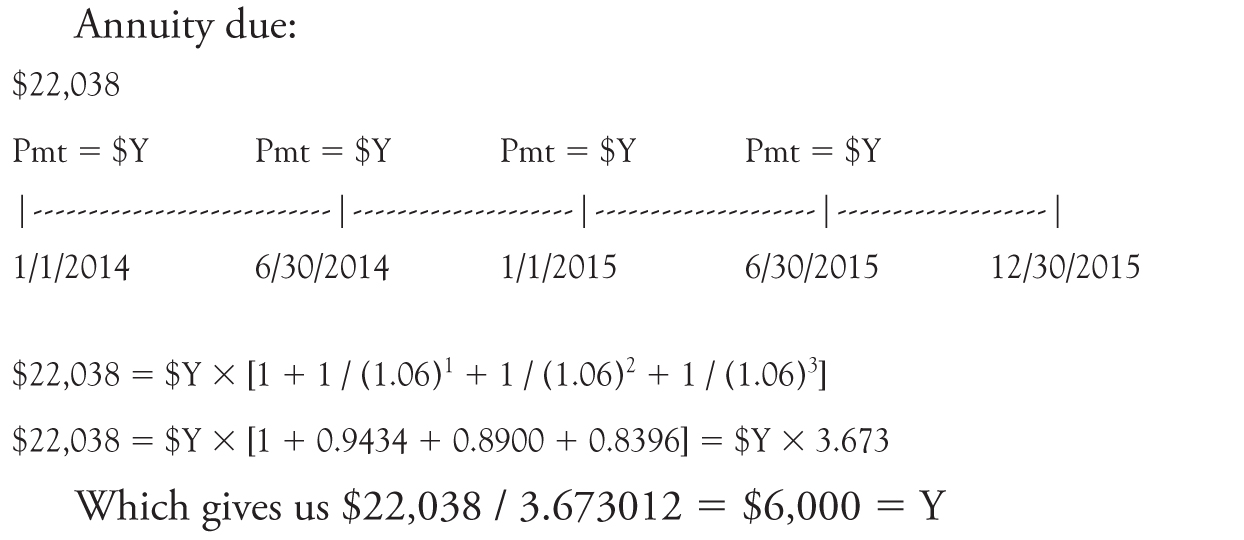 Annuity due:
$22,038
Pmt = $Y Pmt = $Y Pmt = $Y Pmt = $Y
|---------------------------|--------------------|--------------------|-------------------|
1/1/2014 6/30/2014 1/1/2015 6/30/2015 12/30/2015
$22,038 = $Y × [1 + 1 / (1.06)¹ + 1 / (1.06)² + 1 / (1.06)³]
$22,038 = $Y × [1 + 0.9434 + 0.8900 + 0.8396] = $Y × 3.673
Which gives us $22,038 / 3.673012 = $6,000 = Y